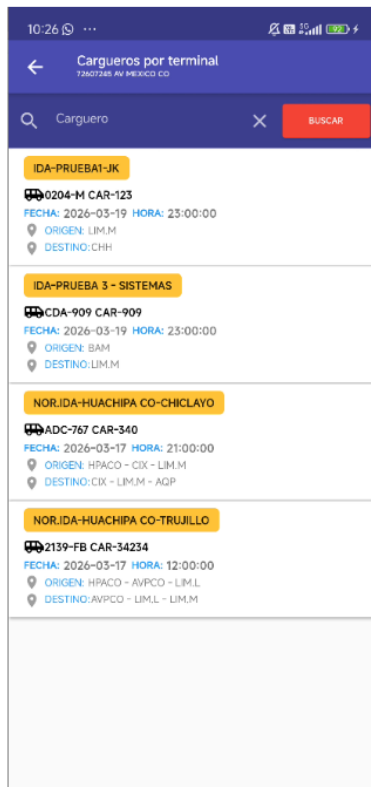 10:26 ...
5G 92
Cargueros por terminal
72607245 AV MEXICO CO
Carguero
BUSCAR
IDA-PRUEBA1-JK
0204-M CAR-123
FECHA: 2026-03-19 HORA: 23:00:00
ORIGEN: LIM.M
DESTINO:CHH
IDA-PRUEBA 3 - SISTEMAS
CDA-909 CAR-909
FECHA: 2026-03-19 HORA: 23:00:00
ORIGEN: BAM
DESTINO:LIM.M
NOR.IDA-HUACHIPA CO-CHICLAYO
ADC-767 CAR-340
FECHA: 2026-03-17 HORA: 21:00:00
ORIGEN: HPACO - CIX - LIM.M
DESTINO:CIX - LIM.M - AQP
NOR.IDA-HUACHIPA CO-TRUJILLO
2139-FB CAR-34234
FECHA: 2026-03-17 HORA: 12:00:00
ORIGEN: HPACO - AVPCO - LIM.L
DESTINO:AVPCO - LIM.L - LIM.M